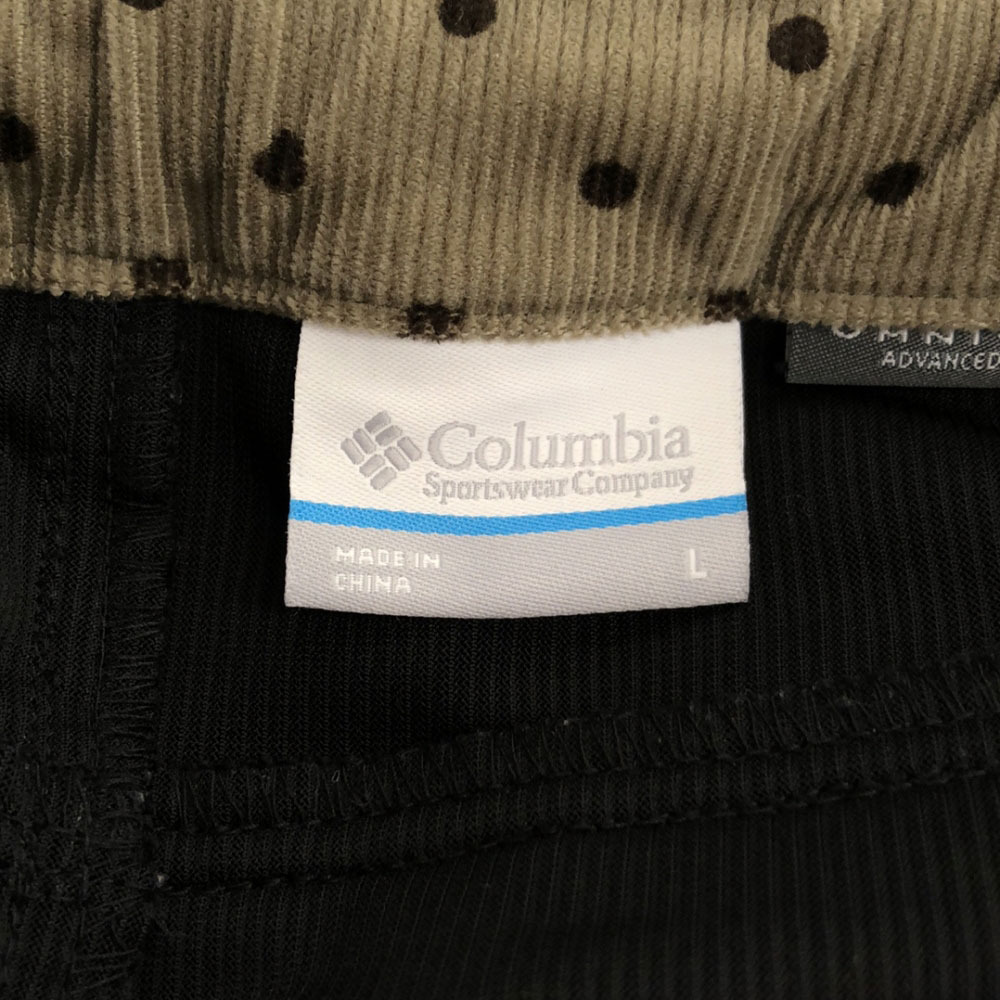 Columbia
Sportswear Company
MADE IN
CHINA
L
ADVANCED